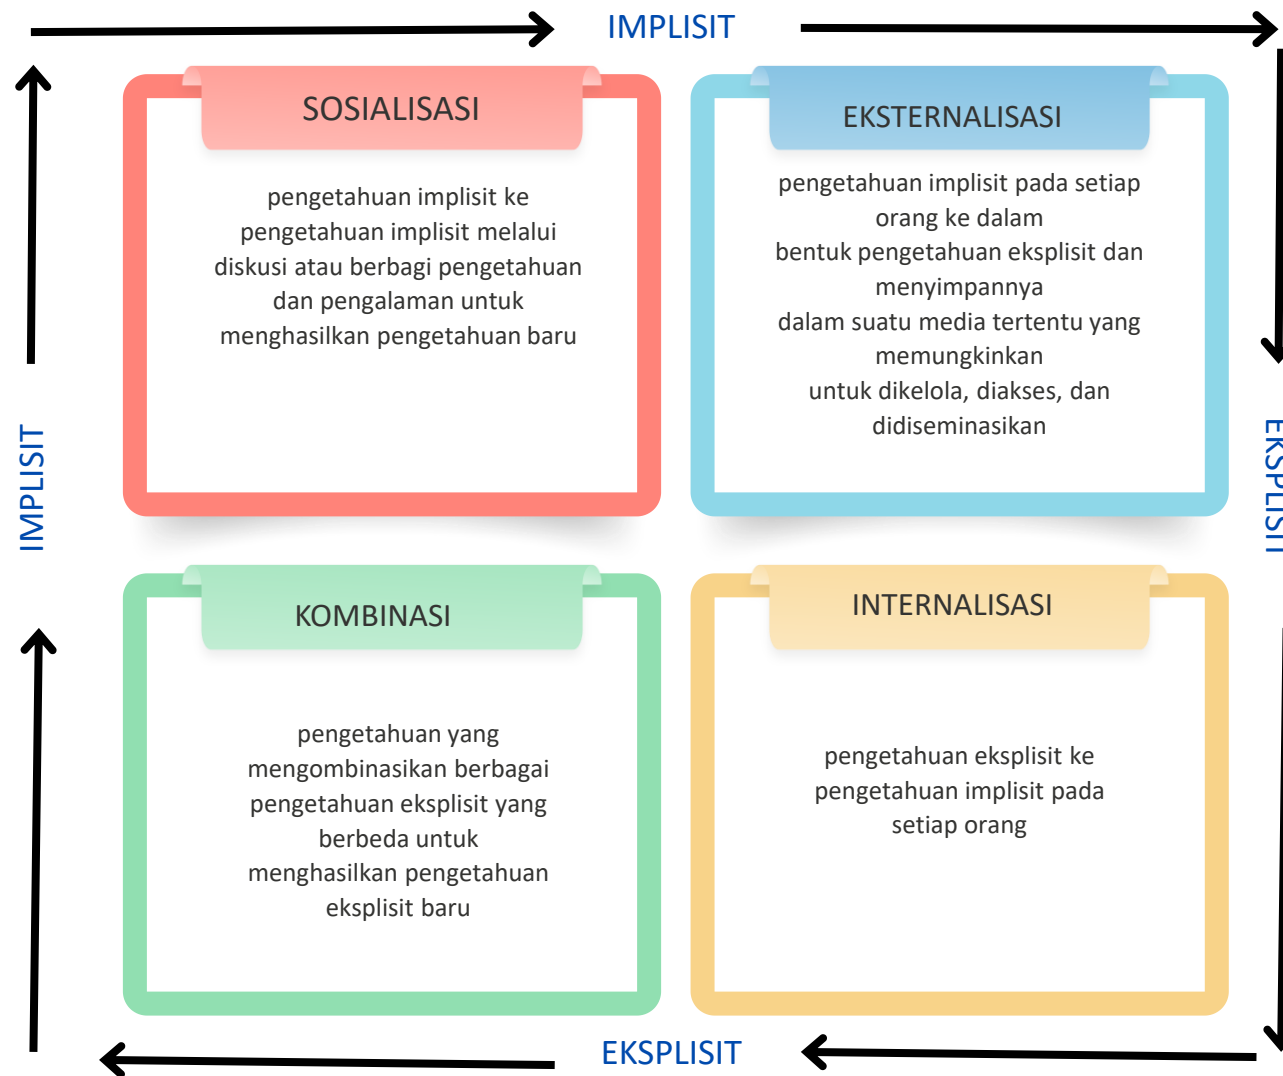 IMPLISIT
SOSIALISASI
pengetahuan implisit ke
pengetahuan implisit melalui
diskusi atau berbagi pengetahuan
dan pengalaman untuk
menghasilkan pengetahuan baru
EKSTERNALISASI
pengetahuan implisit pada setiap
orang ke dalam
bentuk pengetahuan eksplisit dan
menyimpannya
dalam suatu media tertentu yang
memungkinkan
untuk dikelola, diakses, dan
didiseminasikan
IMPLISIT
EKSPLISIT
KOMBINASI
pengetahuan yang
mengombinasikan berbagai
pengetahuan eksplisit yang
berbeda untuk
menghasilkan pengetahuan
eksplisit baru
INTERNALISASI
pengetahuan eksplisit ke
pengetahuan implisit pada
setiap orang
EKSPLISIT